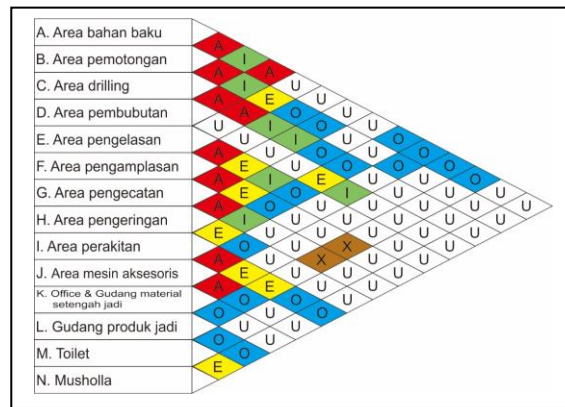 A. Area bahan baku
A
B. Area pemotongan
I
A A
C. Area drilling
I U
A E U
D. Area pembubutan
A O U
U I O U
E. Area pengelasan
U I U O
A U O U O
F. Area pengamplasan
E U O O
A I E U O
G. Area pengecatan
E O I U U
A O U U U
H. Area pengeringan
I U U U U
E U U U U
I. Area perakitan
O U X U
A U X U U
J. Area mesin aksesoris
E U U U
A E U U
K. Office & Gudang material
setengah jadi
O O U
O U O
L. Gudang produk jadi
U U
O U
M. Toilet
O
E
N. Musholla